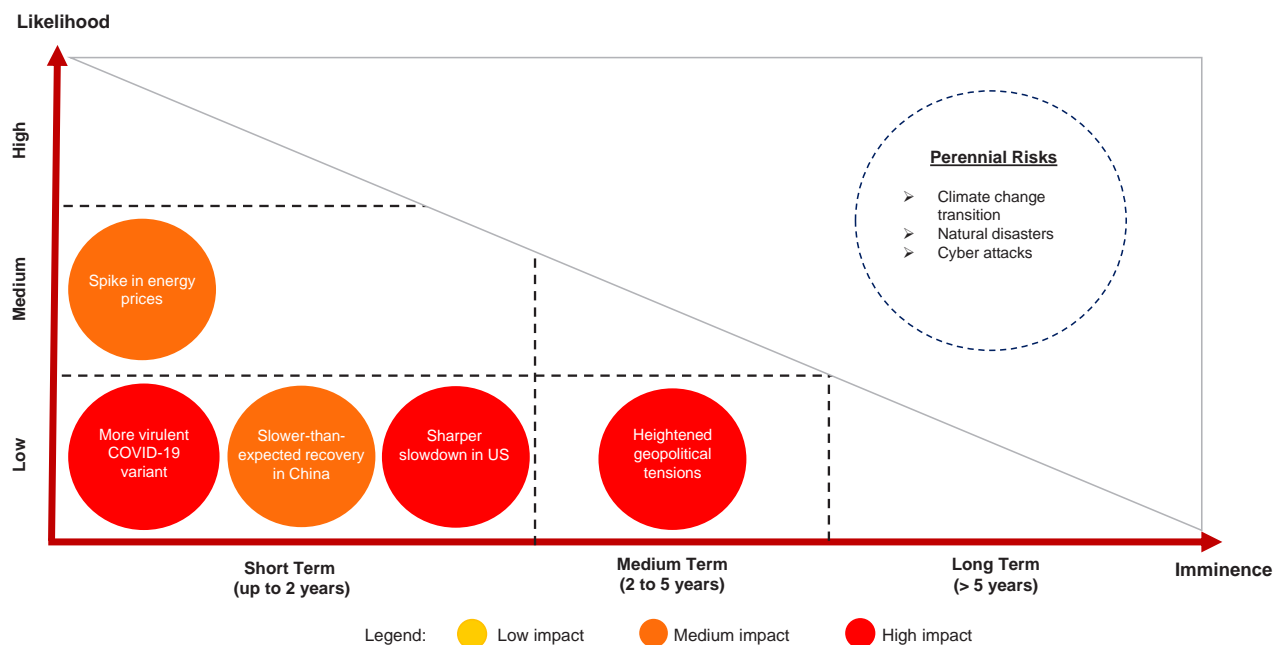 Likelihood
High
Medium
Low
Perennial Risks
➢ Climate change
transition
➢ Natural disasters
➢ Cyber attacks
Spike in energy
prices
More virulent
COVID-19
variant
Slower-than-
expected recovery
in China
Sharper
slowdown in US
Heightened
geopolitical
tensions
Short Term
(up to 2 years)
Medium Term
(2 to 5 years)
Long Term
(> 5 years)
Imminence
Legend:
Low impact
Medium impact
High impact